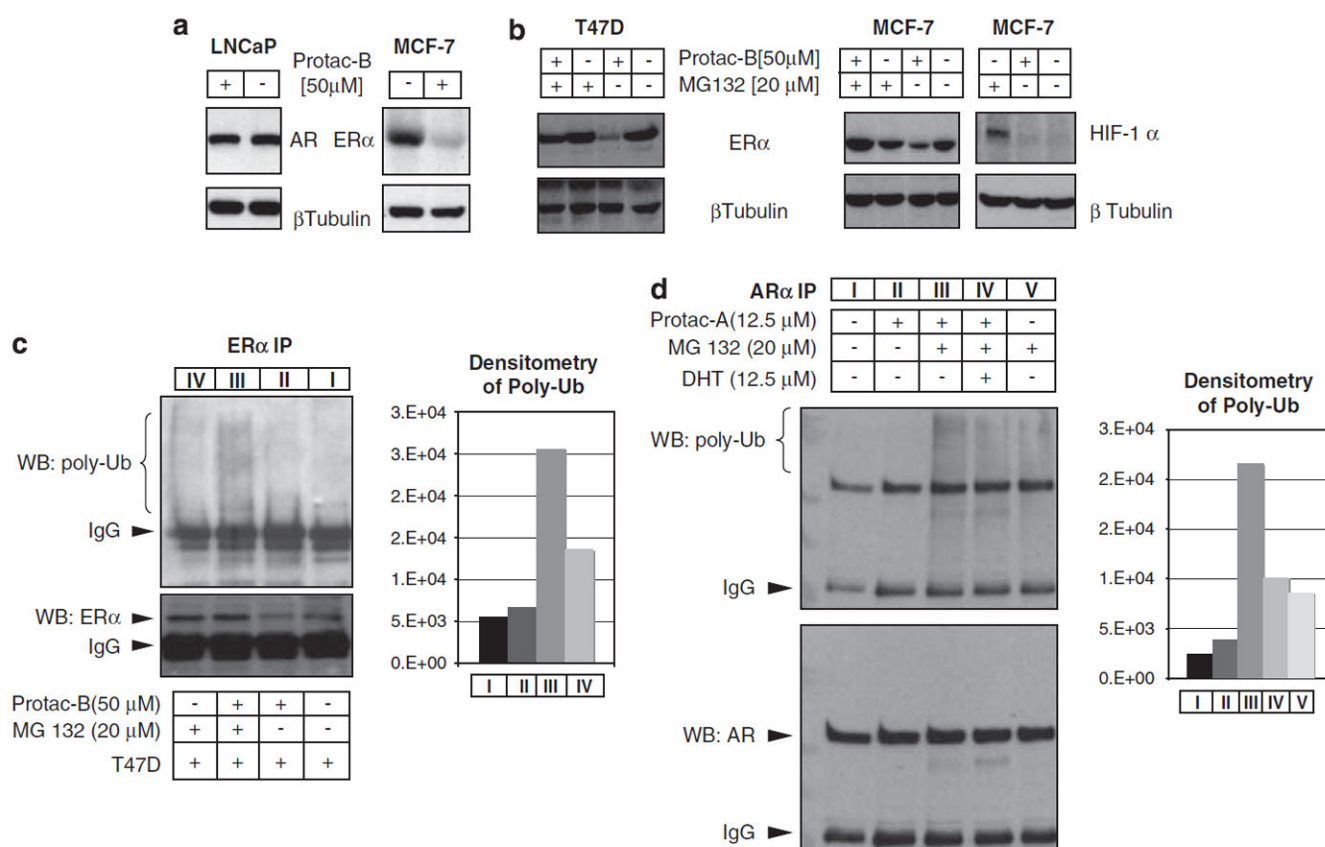 a
LNCaP
Protac-B
[50μM]
MCF-7
+ -
- +
AR ERα
βTubulin
b
T47D
MCF-7
MCF-7
Protac-B[50μM]
+ - + -
+ - + -
- + -
MG132 [20 μM]
+ + - -
+ + - -
+ - -
ERα
HIF-1 α
βTubulin
β Tubulin
c
ERα IP
IV III II I
WB: poly-Ub
IgG
WB: ERα
IgG
Protac-B(50 μM) - + + -
MG 132 (20 μM) + + - -
T47D + + + +
Densitometry
of Poly-Ub
3.E+04
3.E+04
2.E+04
2.E+04
1.E+04
5.E+03
0.E+00
I II III IV
d
ARα IP I II III IV V
Protac-A(12.5 μM) - + + + -
MG 132 (20 μM) - - + + +
DHT (12.5 μM) - - - + -
WB: poly-Ub
IgG
WB: AR
IgG
Densitometry
of Poly-Ub
3.E+04
2.E+04
2.E+04
1.E+04
5.E+03
0.E+00
I II III IV V